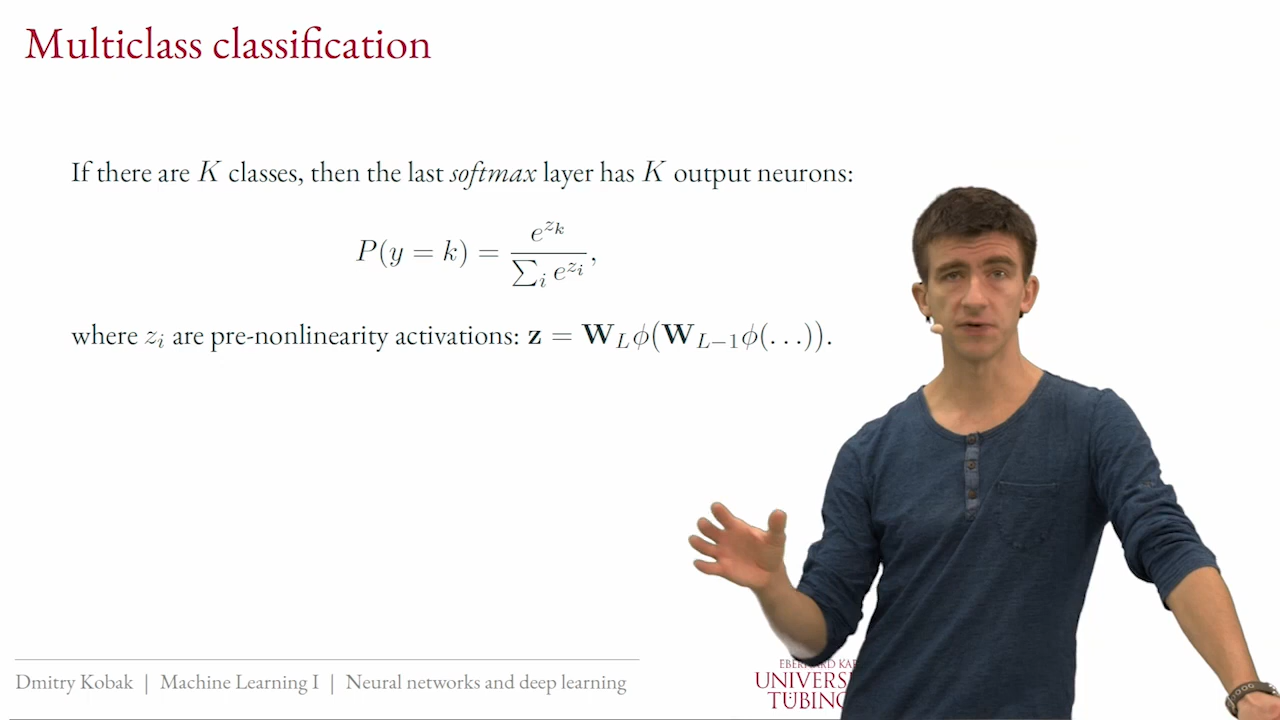 Multiclass classification
If there are K classes, then the last softmax layer has K output neurons:
P(y = k) = e^{z_k} / ∑_i e^{z_i},
where z_i are pre-nonlinearity activations: z = W_L ϕ(W_{L−1} ϕ(. . .)).
Dmitry Kobak | Machine Learning I | Neural networks and deep learning